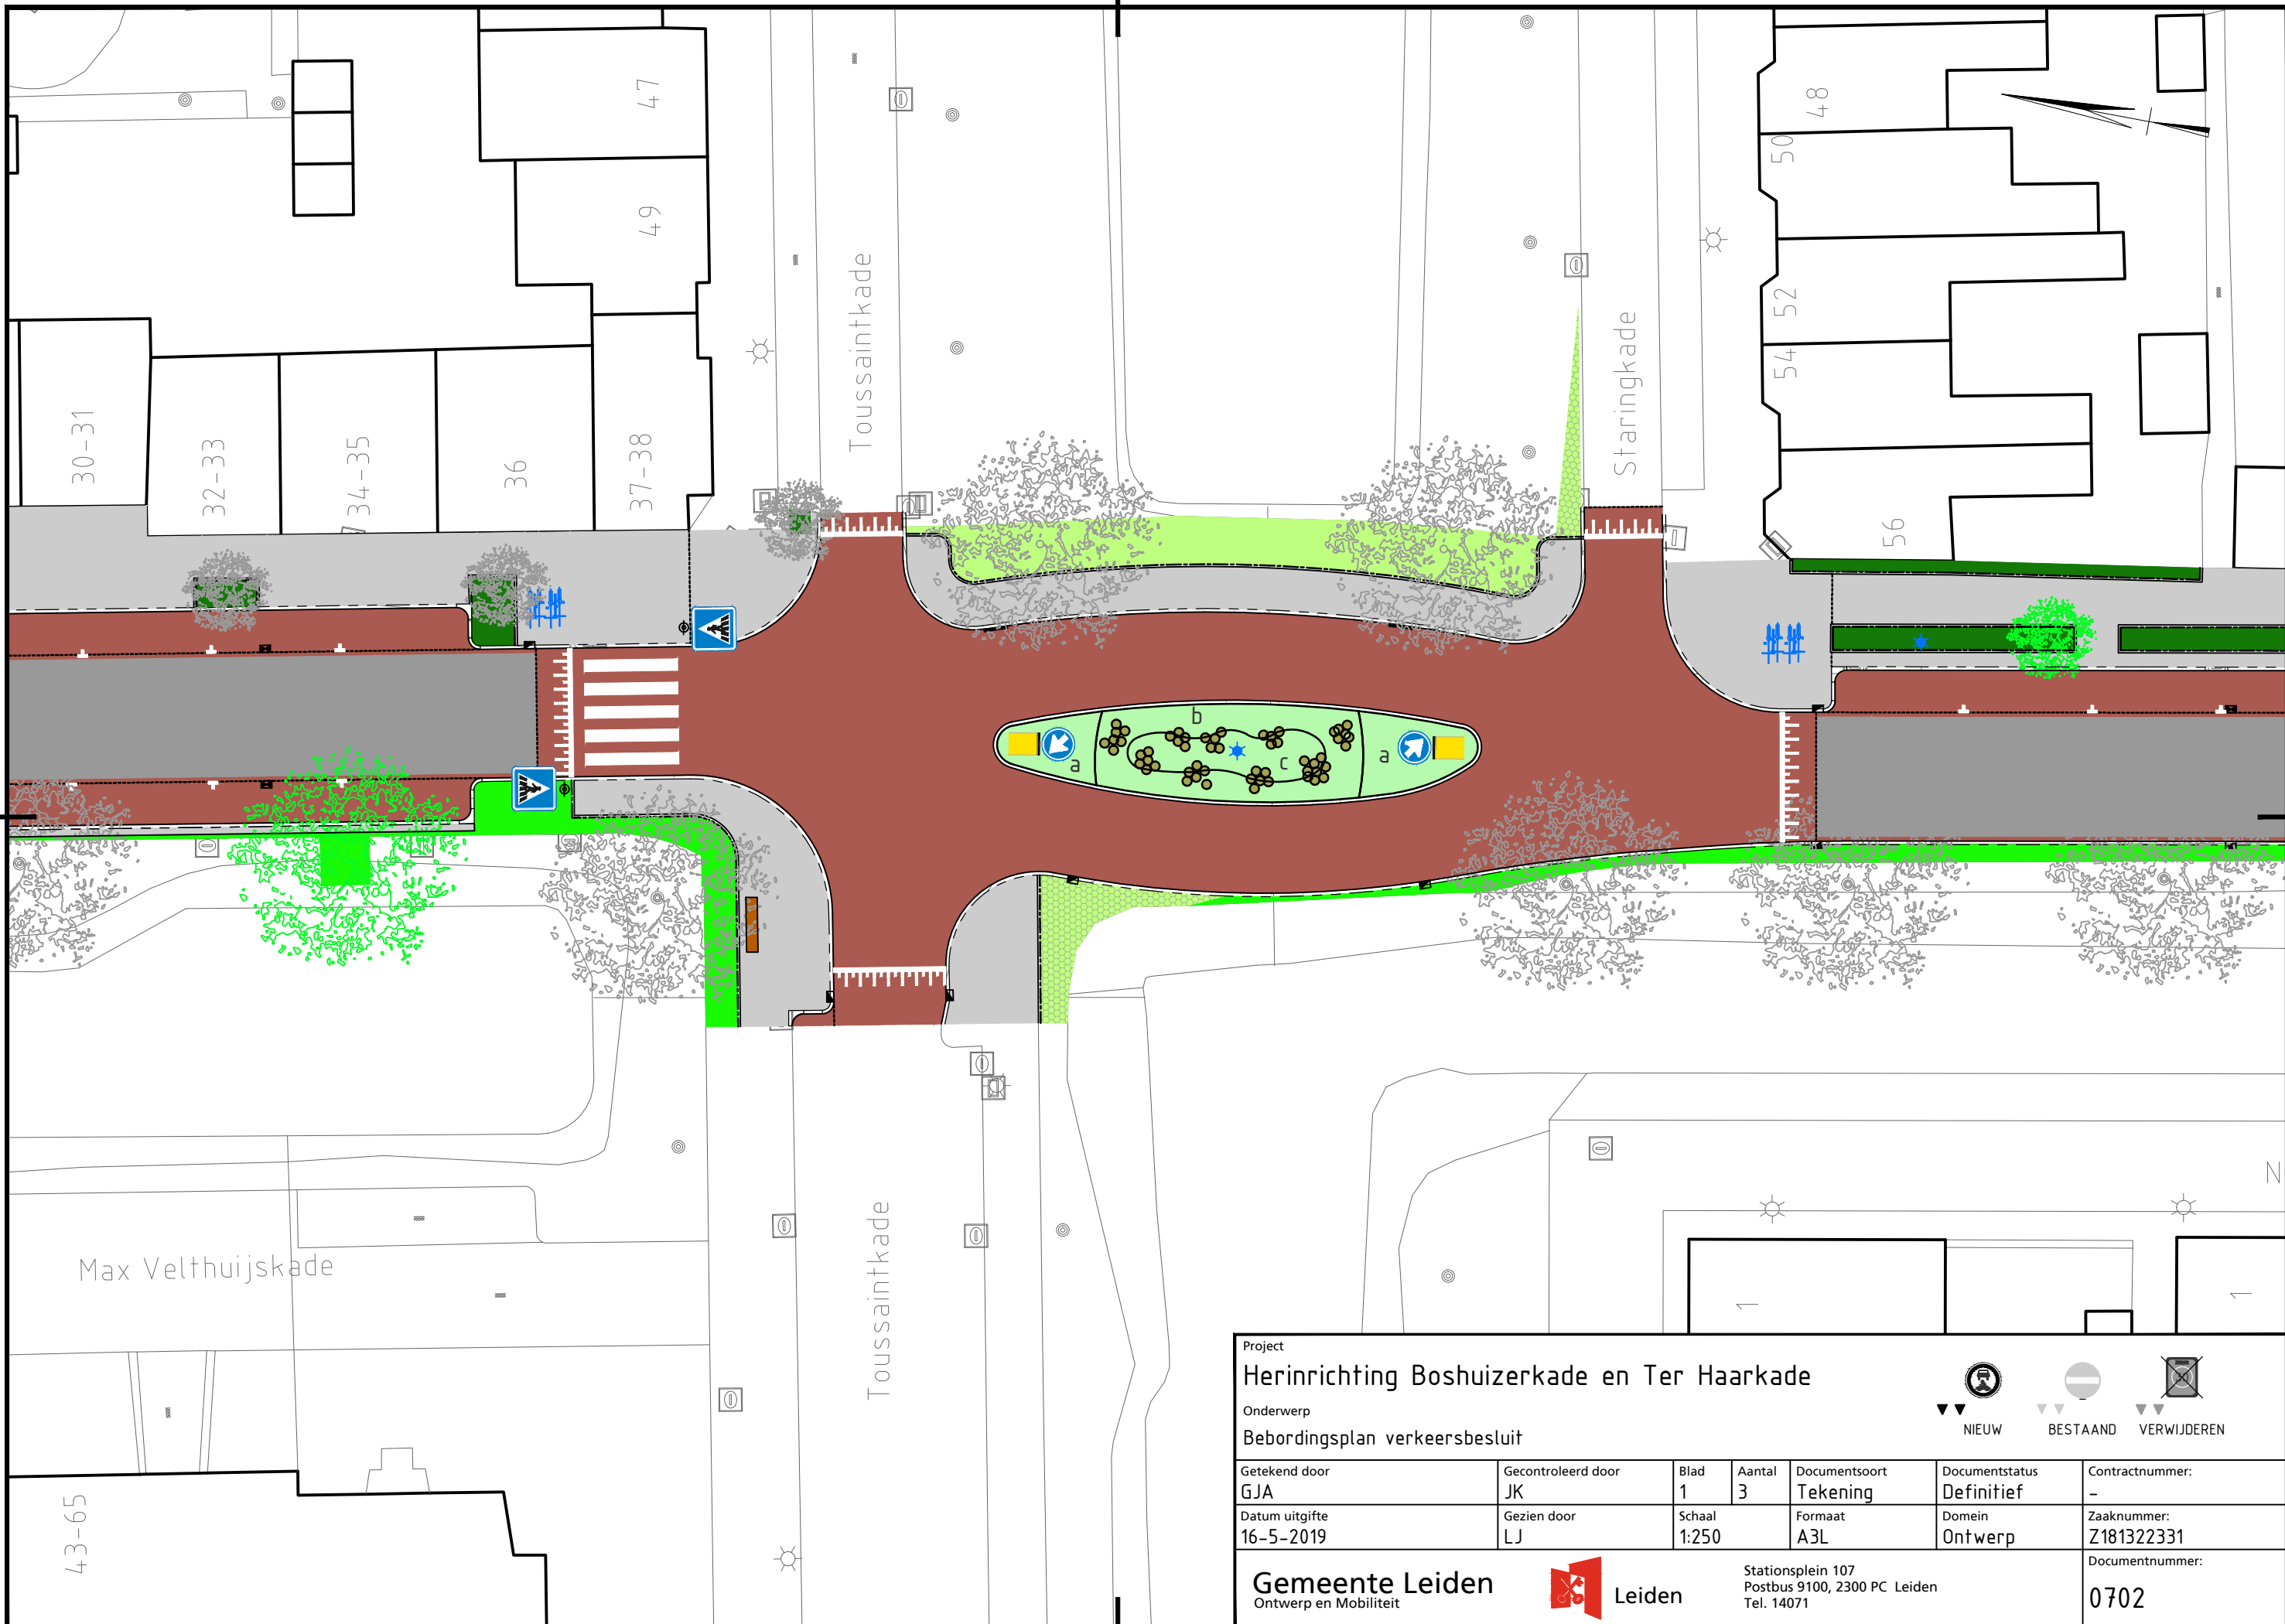 47
49
48
50
52
54
56
30-31
32-33
34-35
36
37-38
Toussaintkade
Staringkade
b
a
c
a
Max Velthuijskade
Toussaintkade
43-65
N
1
1
Project
Herinrichting Boshuizerkade en Ter Haarkade
Onderwerp
Bebordingsplan verkeersbesluit
NIEUW BESTAAND VERWIJDEREN
Getekend door Gecontroleerd door Blad Aantal Documentsoort Documentstatus Contractnummer:
GJA JK 1 3 Tekening Definitief -
Datum uitgifte Gezien door Schaal Formaat Domein Zaaknummer:
16-5-2019 LJ 1:250 A3L Ontwerp Z181322331
Gemeente Leiden
Ontwerp en Mobiliteit
Leiden
Stationsplein 107
Postbus 9100, 2300 PC Leiden
Tel. 14071
Documentnummer:
0702